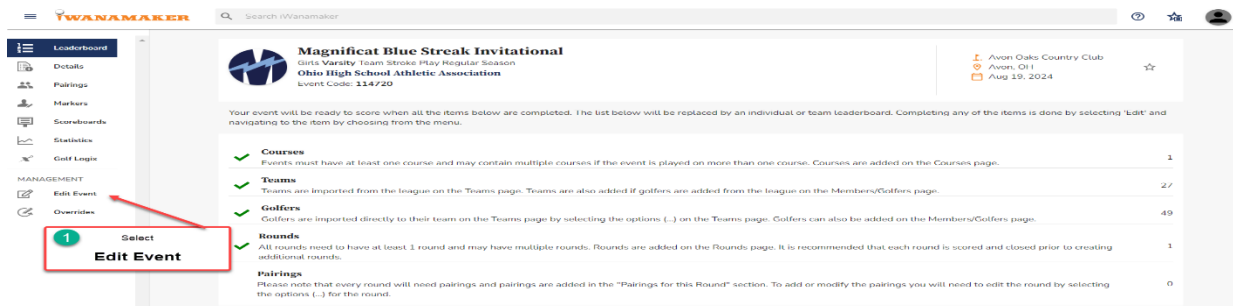 iWANAMAKER
Search iWanamaker
Leaderboard
Details
Pairings
Markers
Scoreboards
Statistics
Golf Logix
MANAGEMENT
Edit Event
Overrides
1 Select
Edit Event
Magnificat Blue Streak Invitational
Girls Varsity Team Stroke Play Regular Season
Ohio High School Athletic Association
Event Code: 114720
Avon Oaks Country Club
Avon, OH
Aug 19, 2024
Your event will be ready to score when all the items below are completed. The list below will be replaced by an individual or team leaderboard. Completing any of the items is done by selecting 'Edit' and
navigating to the item by choosing from the menu.
Courses
Events must have at least one course and may contain multiple courses if the event is played on more than one course. Courses are added on the Courses page.
1
Teams
Teams are imported from the league on the Teams page. Teams are also added if golfers are added from the league on the Members/Golfers page.
27
Golfers
Golfers are imported directly to their team on the Teams page by selecting the options (...) on the Teams page. Golfers can also be added on the Members/Golfers page.
49
Rounds
All rounds need to have at least 1 round and may have multiple rounds. Rounds are added on the Rounds page. It is recommended that each round is scored and closed prior to creating
additional rounds.
1
Pairings
Please note that every round will need pairings and pairings are added in the "Pairings for this Round" section. To add or modify the pairings you will need to edit the round by selecting
the options (...) for the round.
0